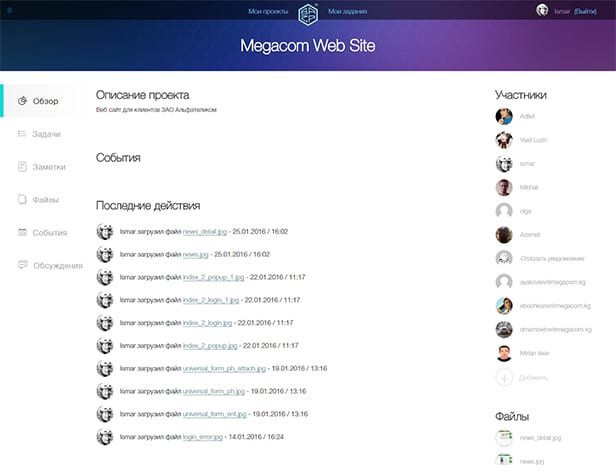 Мои проекты
Мои задания
Ismar (Выйти)
Megacom Web Site
Обзор
Задачи
Заметки
Файлы
События
Обсуждения
Описание проекта
Веб сайт для клиентов ЗАО Альфателеком
События
Последние действия
Ismar загрузил файл news_detail.jpg - 25.01.2016 / 16:02
Ismar загрузил файл news.jpg - 25.01.2016 / 16:02
Ismar загрузил файл index_2_popup_1.jpg - 22.01.2016 / 11:17
Ismar загрузил файл index_2_login_1.jpg - 22.01.2016 / 11:17
Ismar загрузил файл index_2_login.jpg - 22.01.2016 / 11:17
Ismar загрузил файл index_2_popup.jpg - 22.01.2016 / 11:17
Ismar загрузил файл universal_form_ph_attach.jpg - 19.01.2016 / 13:16
Ismar загрузил файл universal_form_ph.jpg - 19.01.2016 / 13:16
Ismar загрузил файл universal_form_ent.jpg - 19.01.2016 / 13:16
Ismar загрузил файл login_error.jpg - 14.01.2016 / 16:24
Участники
Adilet
Vlad Luzin
Ismar
Mikhail
olga
Azamat
Отослать уведомление
ayakovlev@megacom.kg
ebochkarev@megacom.kg
dmambetov@megacom.kg
Mirlan
Добавить
Файлы
news_detail.jpg
news.jpg